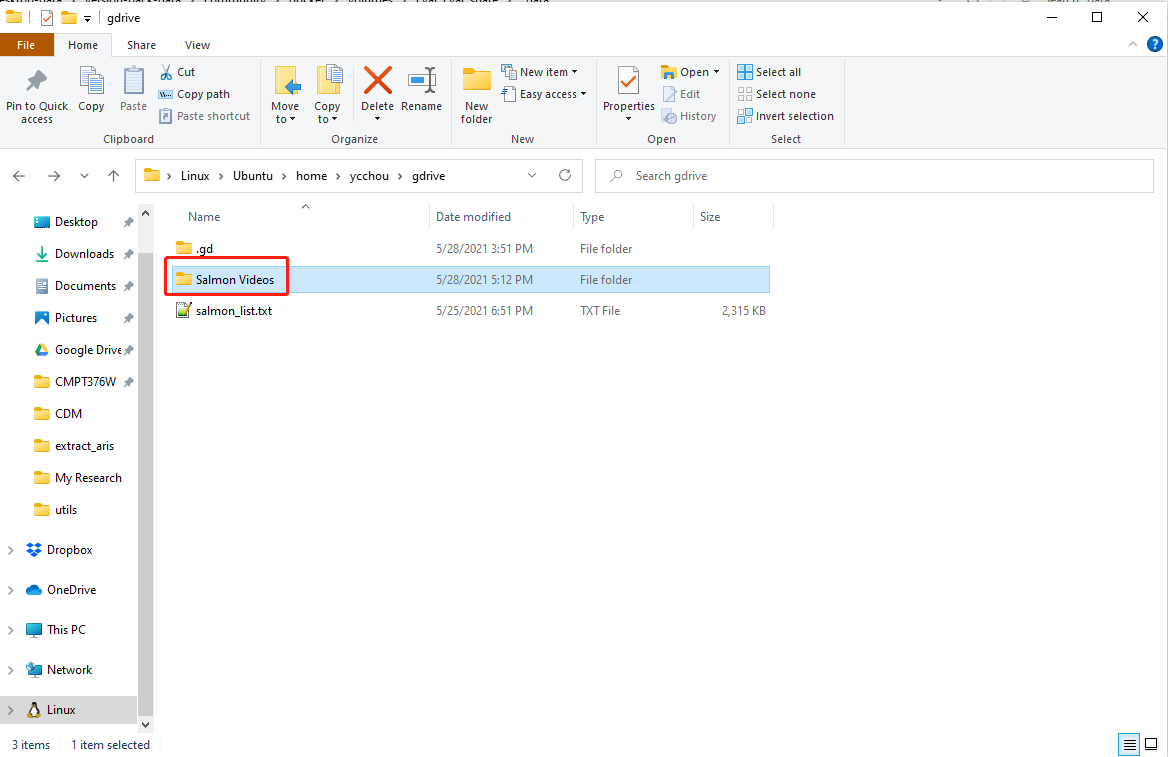 gdrive
File Home Share View
Pin to Quick access
Copy
Paste
Cut
Copy path
Paste shortcut
Clipboard
Move to
Copy to
Delete
Rename
Organize
New folder
New item
Easy access
New
Properties
Open
Edit
History
Open
Select all
Select none
Invert selection
Select
Linux Ubuntu home ycchou gdrive
Search gdrive
Name Date modified Type Size
.gd 5/28/2021 3:51 PM File folder
Salmon Videos 5/28/2021 5:12 PM File folder
salmon_list.txt 5/25/2021 6:51 PM TXT File 2,315 KB
Desktop
Downloads
Documents
Pictures
Google Drive
CMPT376W
CDM
extract_aris
My Research
utils
Dropbox
OneDrive
This PC
Network
Linux
3 items 1 item selected